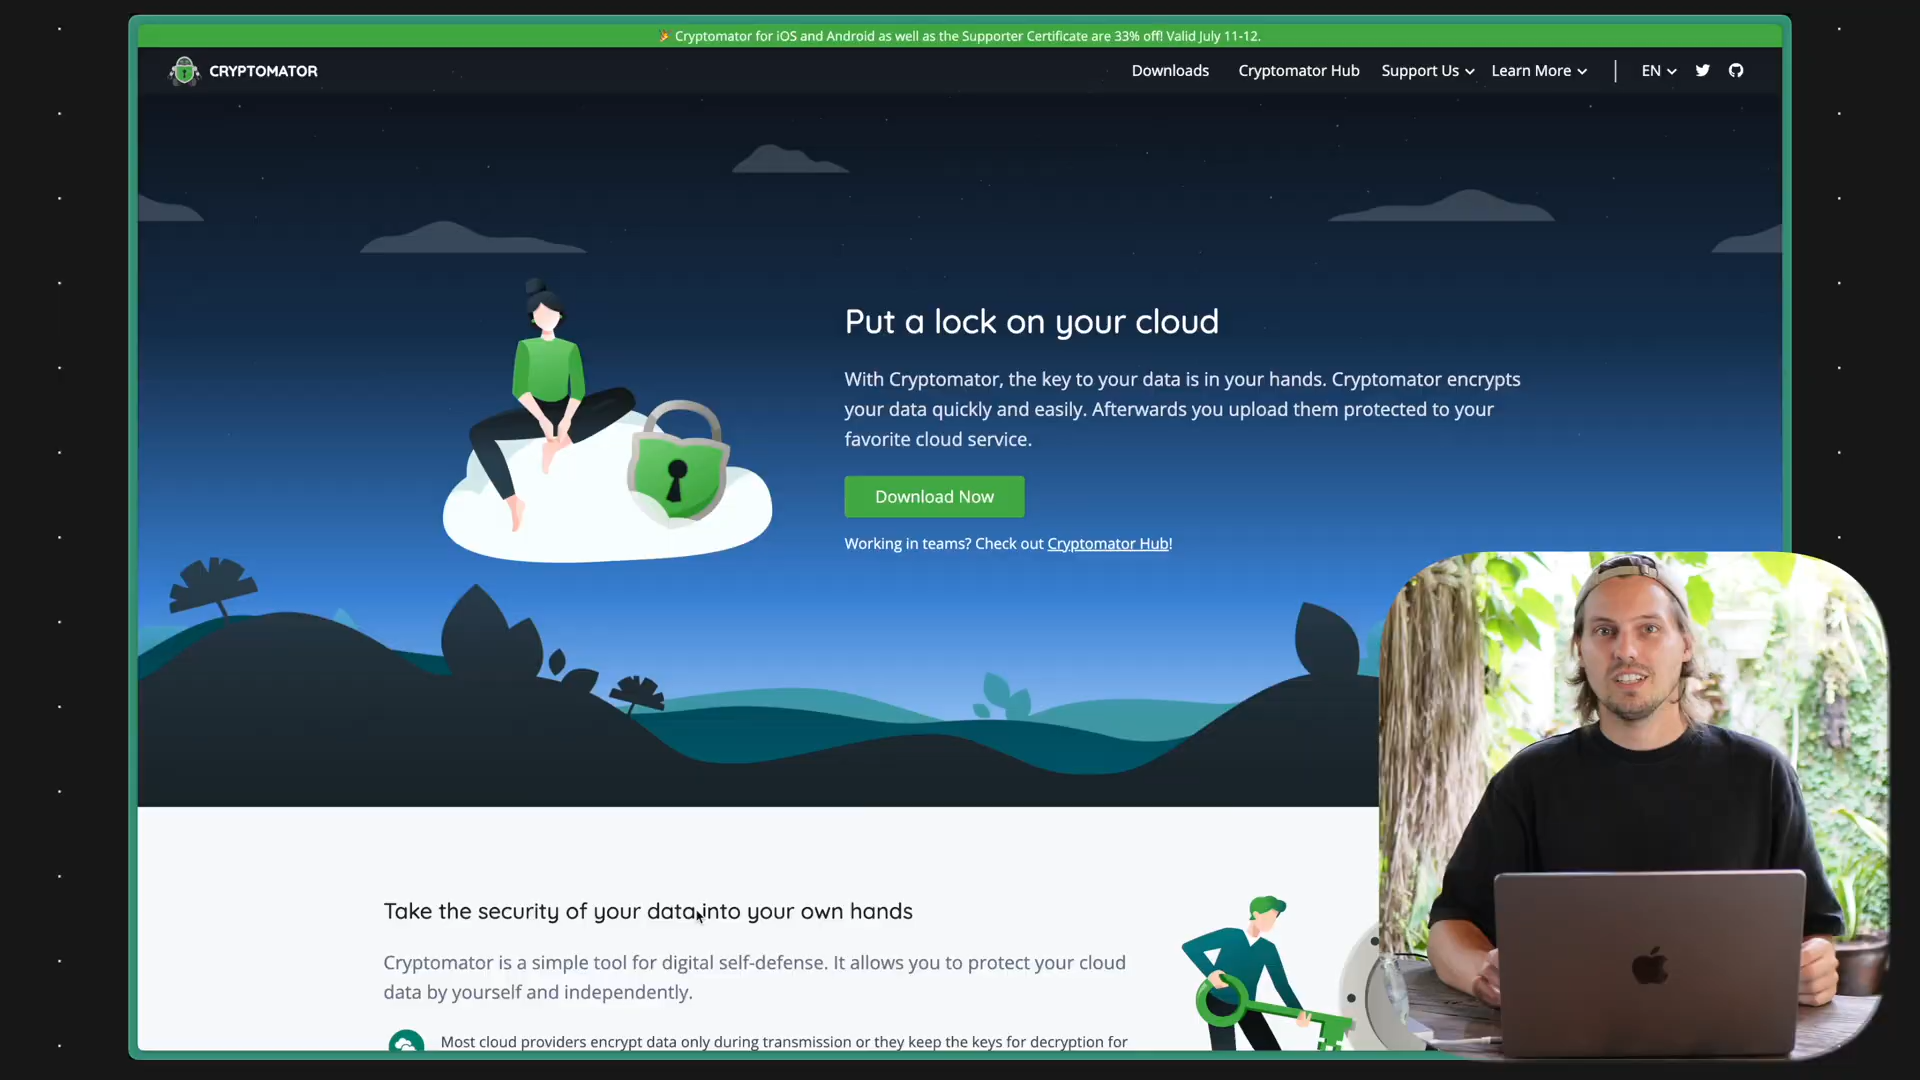 🎉 Cryptomator for iOS and Android as well as the Supporter Certificate are 33% off! Valid July 11-12.
CRYPTOMATOR
Downloads
Cryptomator Hub
Support Us
Learn More
EN
Put a lock on your cloud
With Cryptomator, the key to your data is in your hands. Cryptomator encrypts
your data quickly and easily. Afterwards you upload them protected to your
favorite cloud service.
Download Now
Working in teams? Check out Cryptomator Hub!
Take the security of your data into your own hands
Cryptomator is a simple tool for digital self-defense. It allows you to protect your cloud
data by yourself and independently.
Most cloud providers encrypt data only during transmission or they keep the keys for decryption for